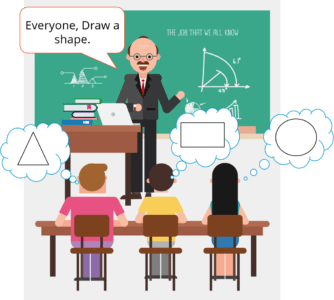 Everyone, Draw a
shape.
THE JOB THAT WE ALL KNOW